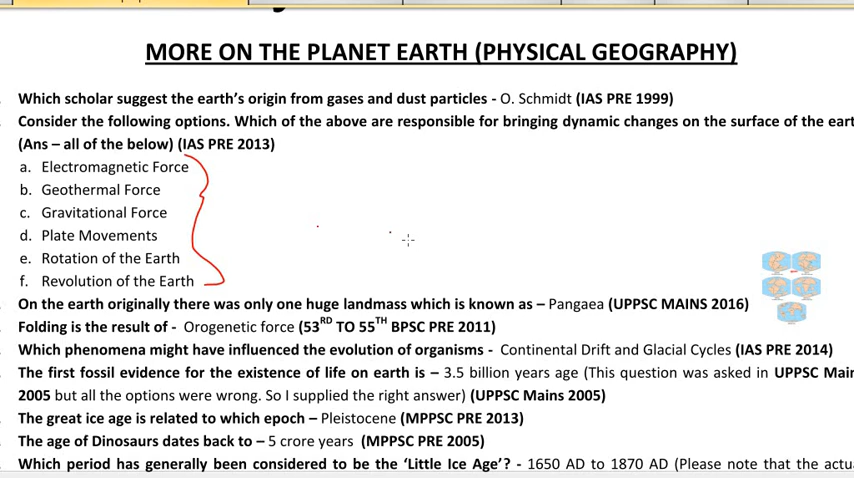 MORE ON THE PLANET EARTH (PHYSICAL GEOGRAPHY)
Which scholar suggest the earth's origin from gases and dust particles - O. Schmidt (IAS PRE 1999)
Consider the following options. Which of the above are responsible for bringing dynamic changes on the surface of the eart
(Ans – all of the below) (IAS PRE 2013)
a. Electromagnetic Force
b. Geothermal Force
c. Gravitational Force
d. Plate Movements
e. Rotation of the Earth
f. Revolution of the Earth
On the earth originally there was only one huge landmass which is known as – Pangaea (UPPSC MAINS 2016)
Folding is the result of - Orogenetic force (53RD TO 55TH BPSC PRE 2011)
Which phenomena might have influenced the evolution of organisms - Continental Drift and Glacial Cycles (IAS PRE 2014)
The first fossil evidence for the existence of life on earth is – 3.5 billion years age (This question was asked in UPPSC Mair
2005 but all the options were wrong. So I supplied the right answer) (UPPSC Mains 2005)
The great ice age is related to which epoch – Pleistocene (MPPSC PRE 2013)
The age of Dinosaurs dates back to – 5 crore years (MPPSC PRE 2005)
Which period has generally been considered to be the 'Little Ice Age'? - 1650 AD to 1870 AD (Please note that the actu